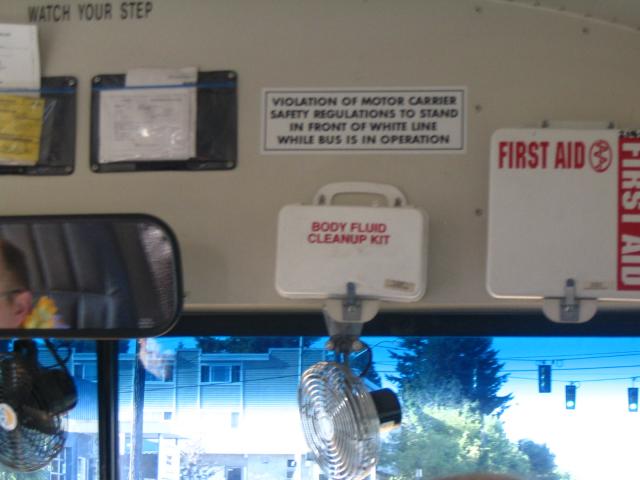 WATCH YOUR STEP
VIOLATION OF MOTOR CARRIER
SAFETY REGULATIONS TO STAND
IN FRONT OF WHITE LINE
WHILE BUS IS IN OPERATION
BODY FLUID
CLEANUP KIT
FIRST AID
FIRST AID